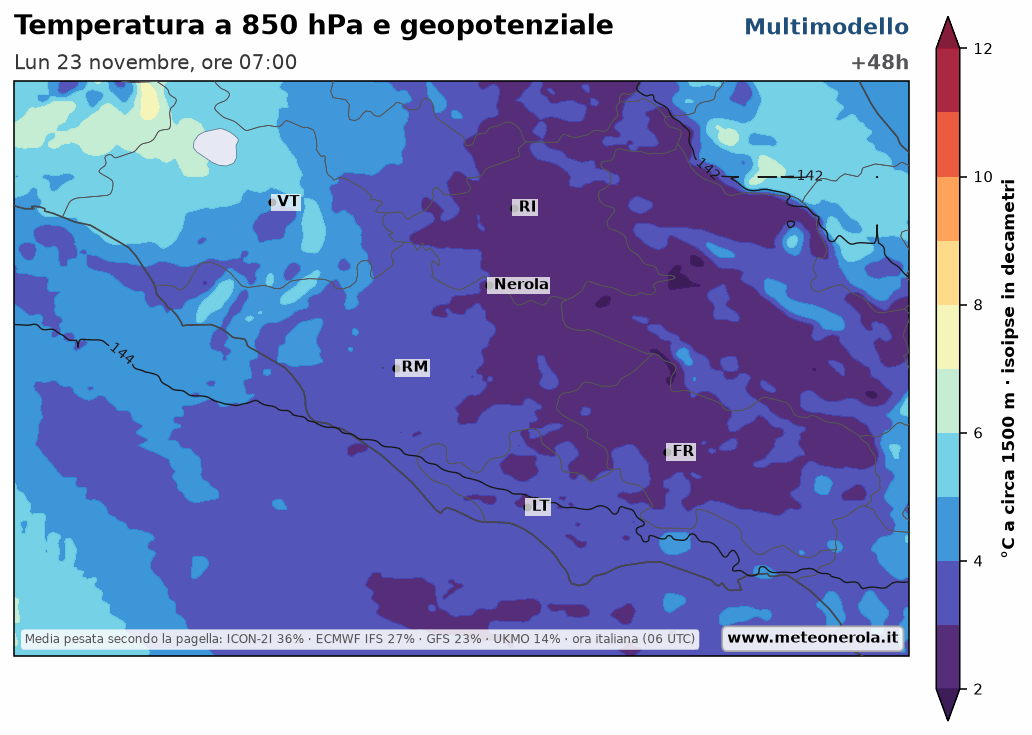 Temperatura a 850 hPa e geopotenziale
Multimodello
Lun 23 novembre, ore 07:00
+48h
142
142
VT
RI
Nerola
144
RM
FR
LT
Media pesata secondo la pagella: ICON-2I 36% · ECMWF IFS 27% · GFS 23% · UKMO 14% · ora italiana (06 UTC)
www.meteonerola.it
12
10
8
6
4
2
°C a circa 1500 m · isoipse in decametri